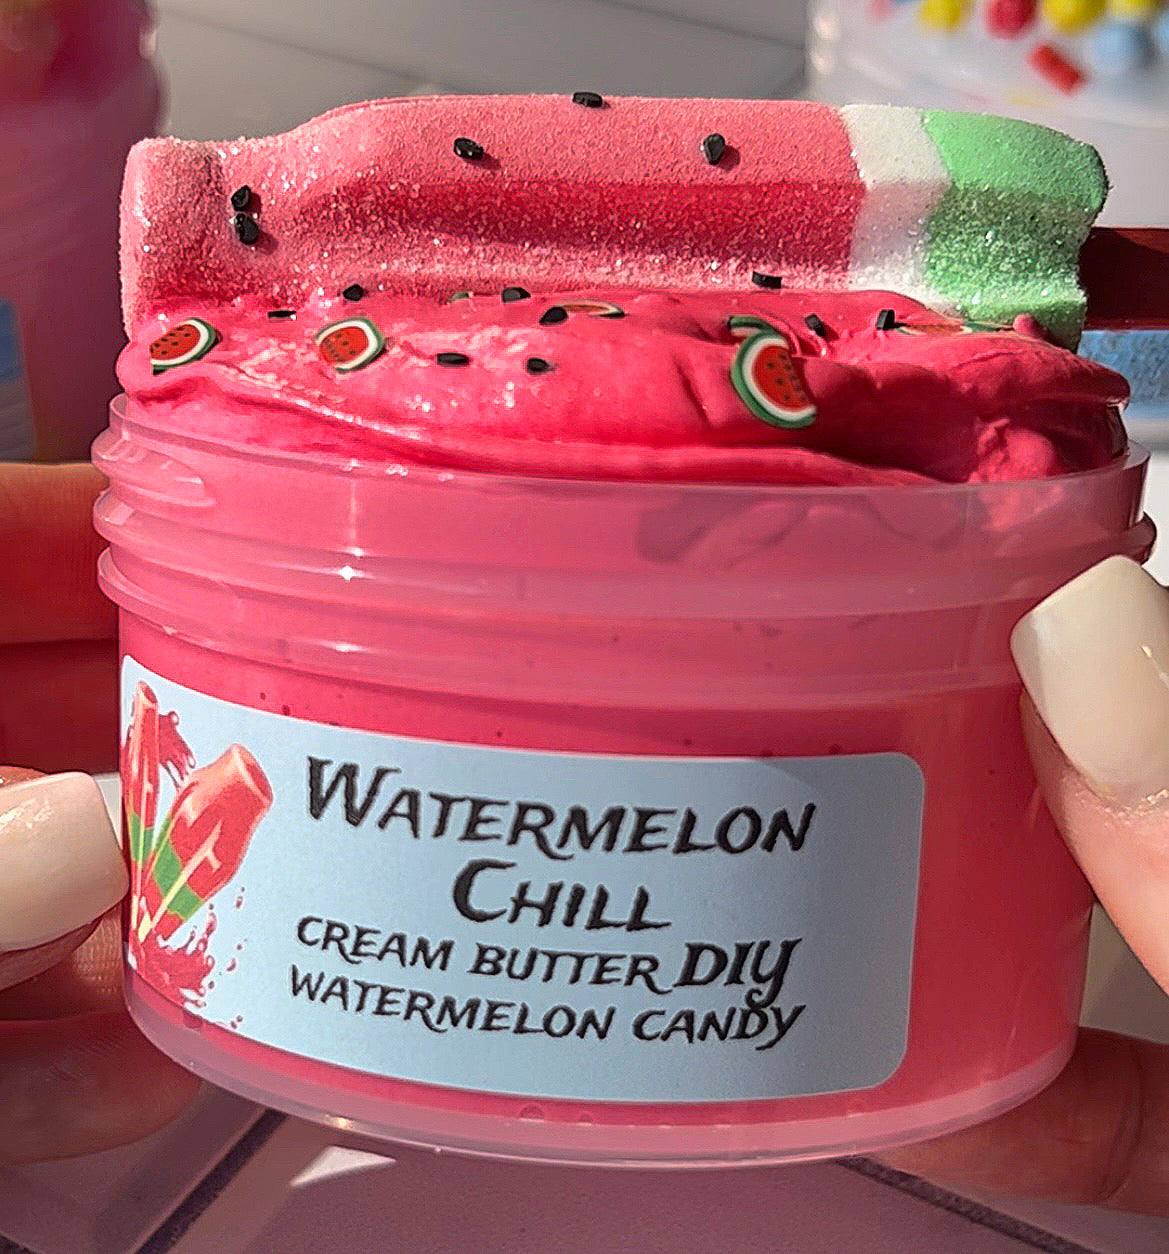 WATERMELON
CHILL
CREAM BUTTER DIY
WATERMELON CANDY